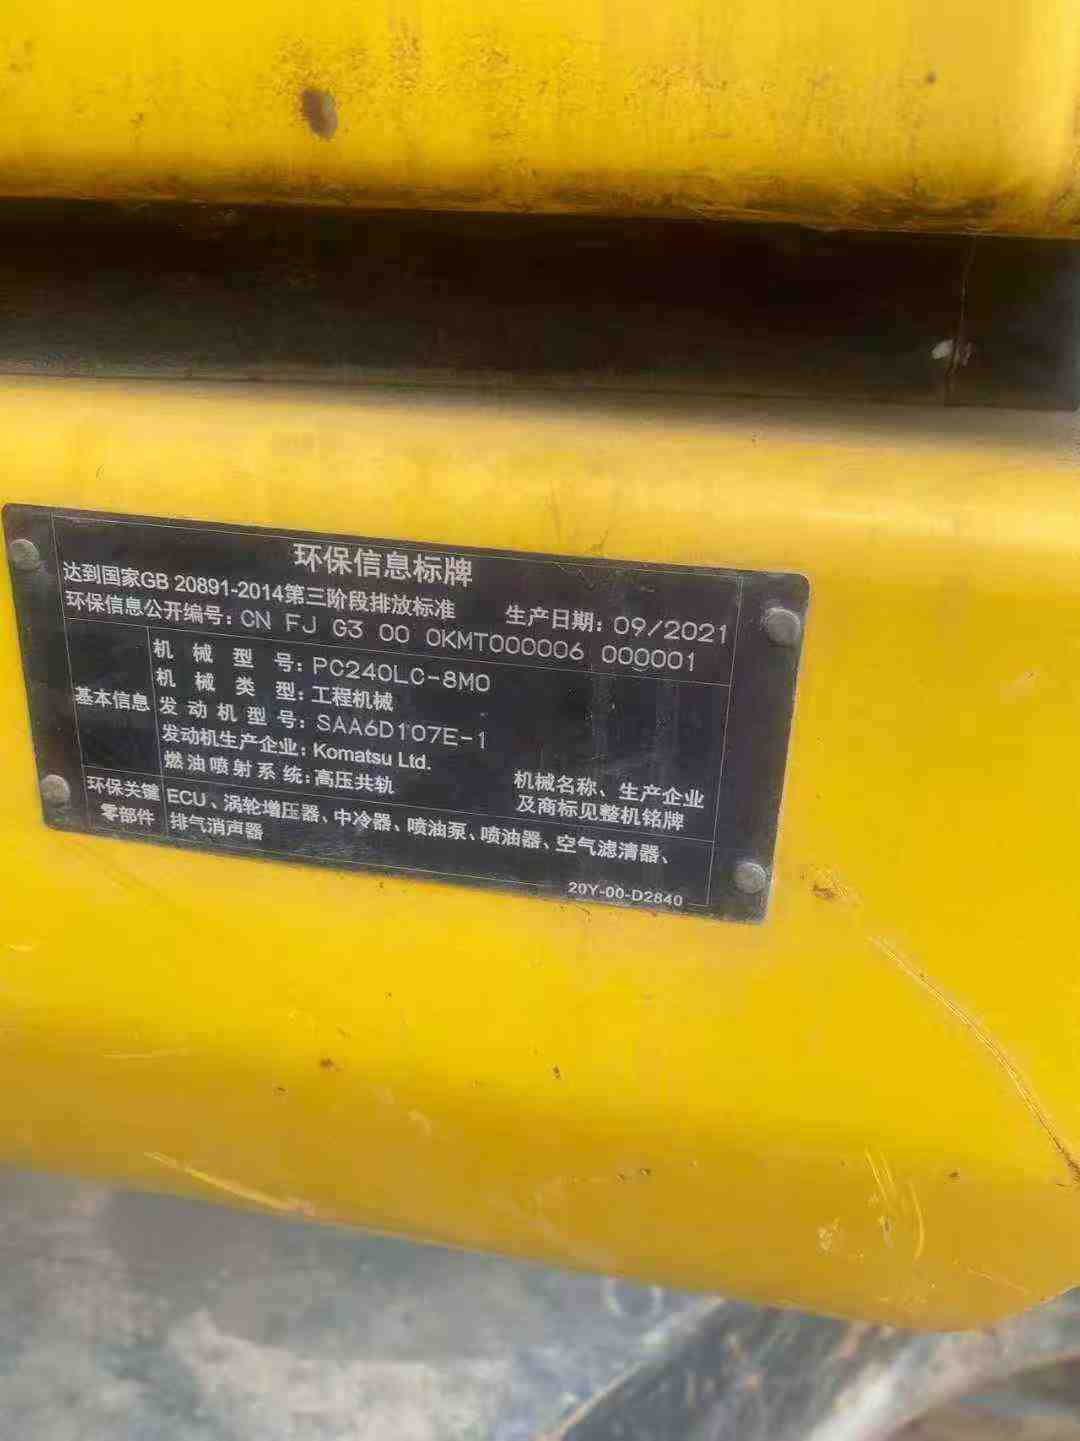 环保信息标牌
达到国家GB 20891-2014第三阶段排放标准 生产日期: 09/2021
环保信息公开编号: CN FJ G3 00 0KMT000006 000001
基本信息
机械型号: PC240LC-8M0
机械类型: 工程机械
发动机型号: SAA6D107E-1
发动机生产企业: Komatsu Ltd.
燃油喷射系统: 高压共轨
机械名称、生产企业
及商标见整机铭牌
环保关键
零部件
ECU、涡轮增压器、中冷器、喷油泵、喷油器、空气滤清器、
排气消声器
20Y-00-D2840